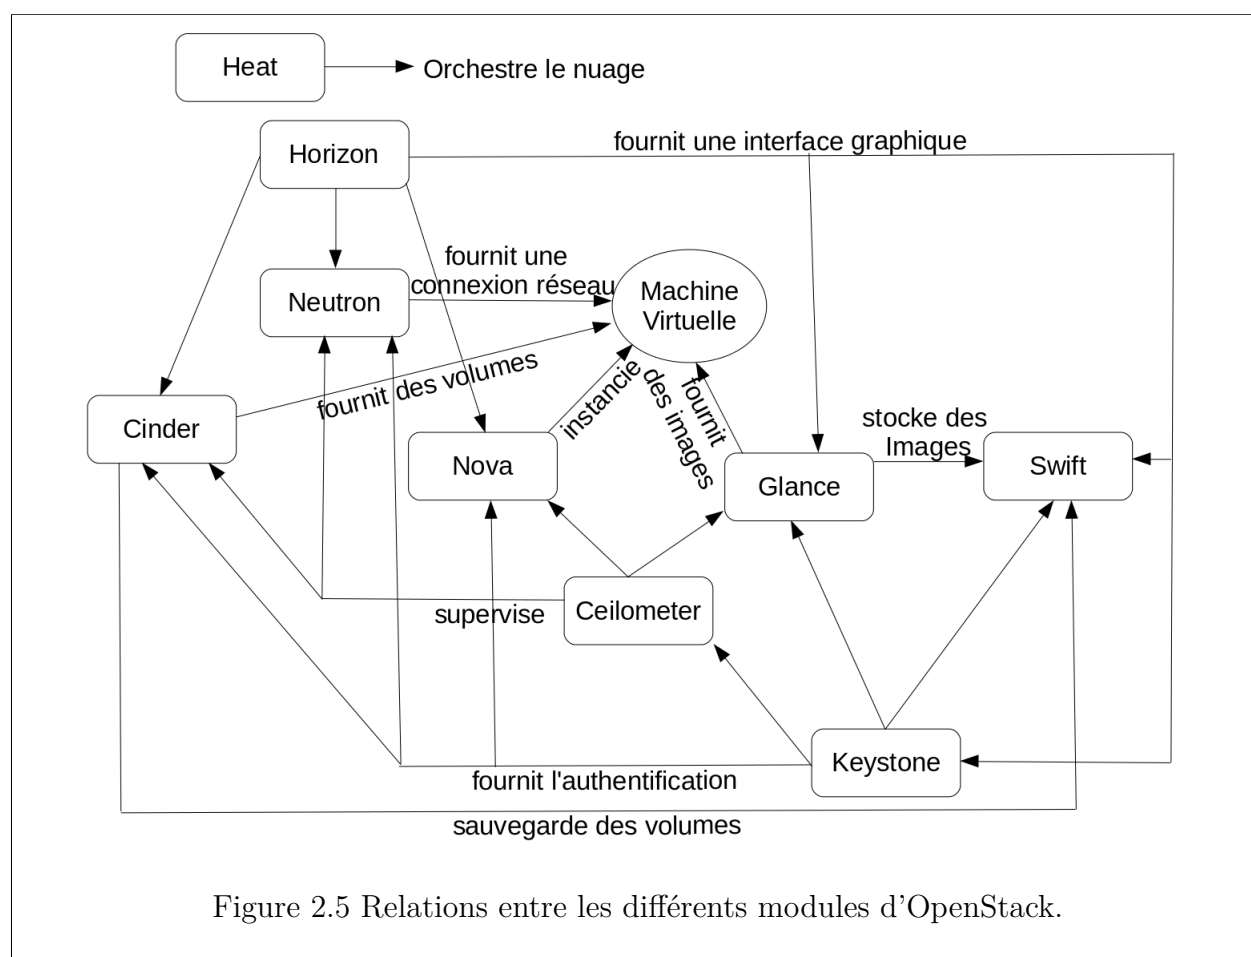 Heat
Orchestre le nuage
Horizon
fournit une interface graphique
fournit une
connexion réseau
Neutron
Machine
Virtuelle
fournit des volumes
instancie
fournit
des images
Cinder
Nova
stocke des
Images
Glance
Swift
supervise
Ceilometer
Keystone
fournit l'authentification
sauvegarde des volumes
Figure 2.5 Relations entre les différents modules d'OpenStack.